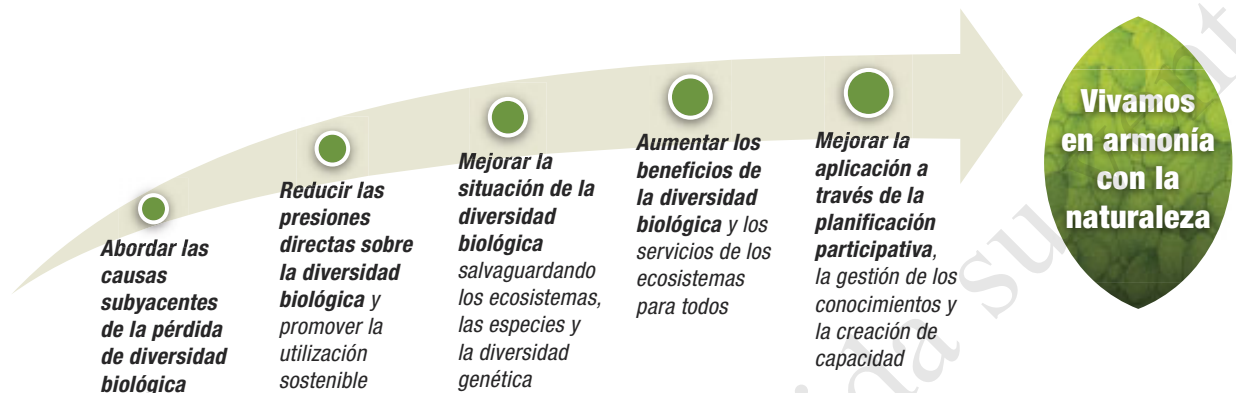 Abordar las
causas
subyacentes
de la pérdida
de diversidad
biológica
Reducir las
presiones
directas sobre
la diversidad
biológica y
promover la
utilización
sostenible
Mejorar la
situación de la
diversidad
biológica
salvaguardando
los ecosistemas,
las especies y
la diversidad
genética
Aumentar los
beneficios de
la diversidad
biológica y los
servicios de los
ecosistemas
para todos
Mejorar la
aplicación a
través de la
planificación
participativa,
la gestión de los
conocimientos y
la creación de
capacidad
Vivamos
en armonía
con la
naturaleza